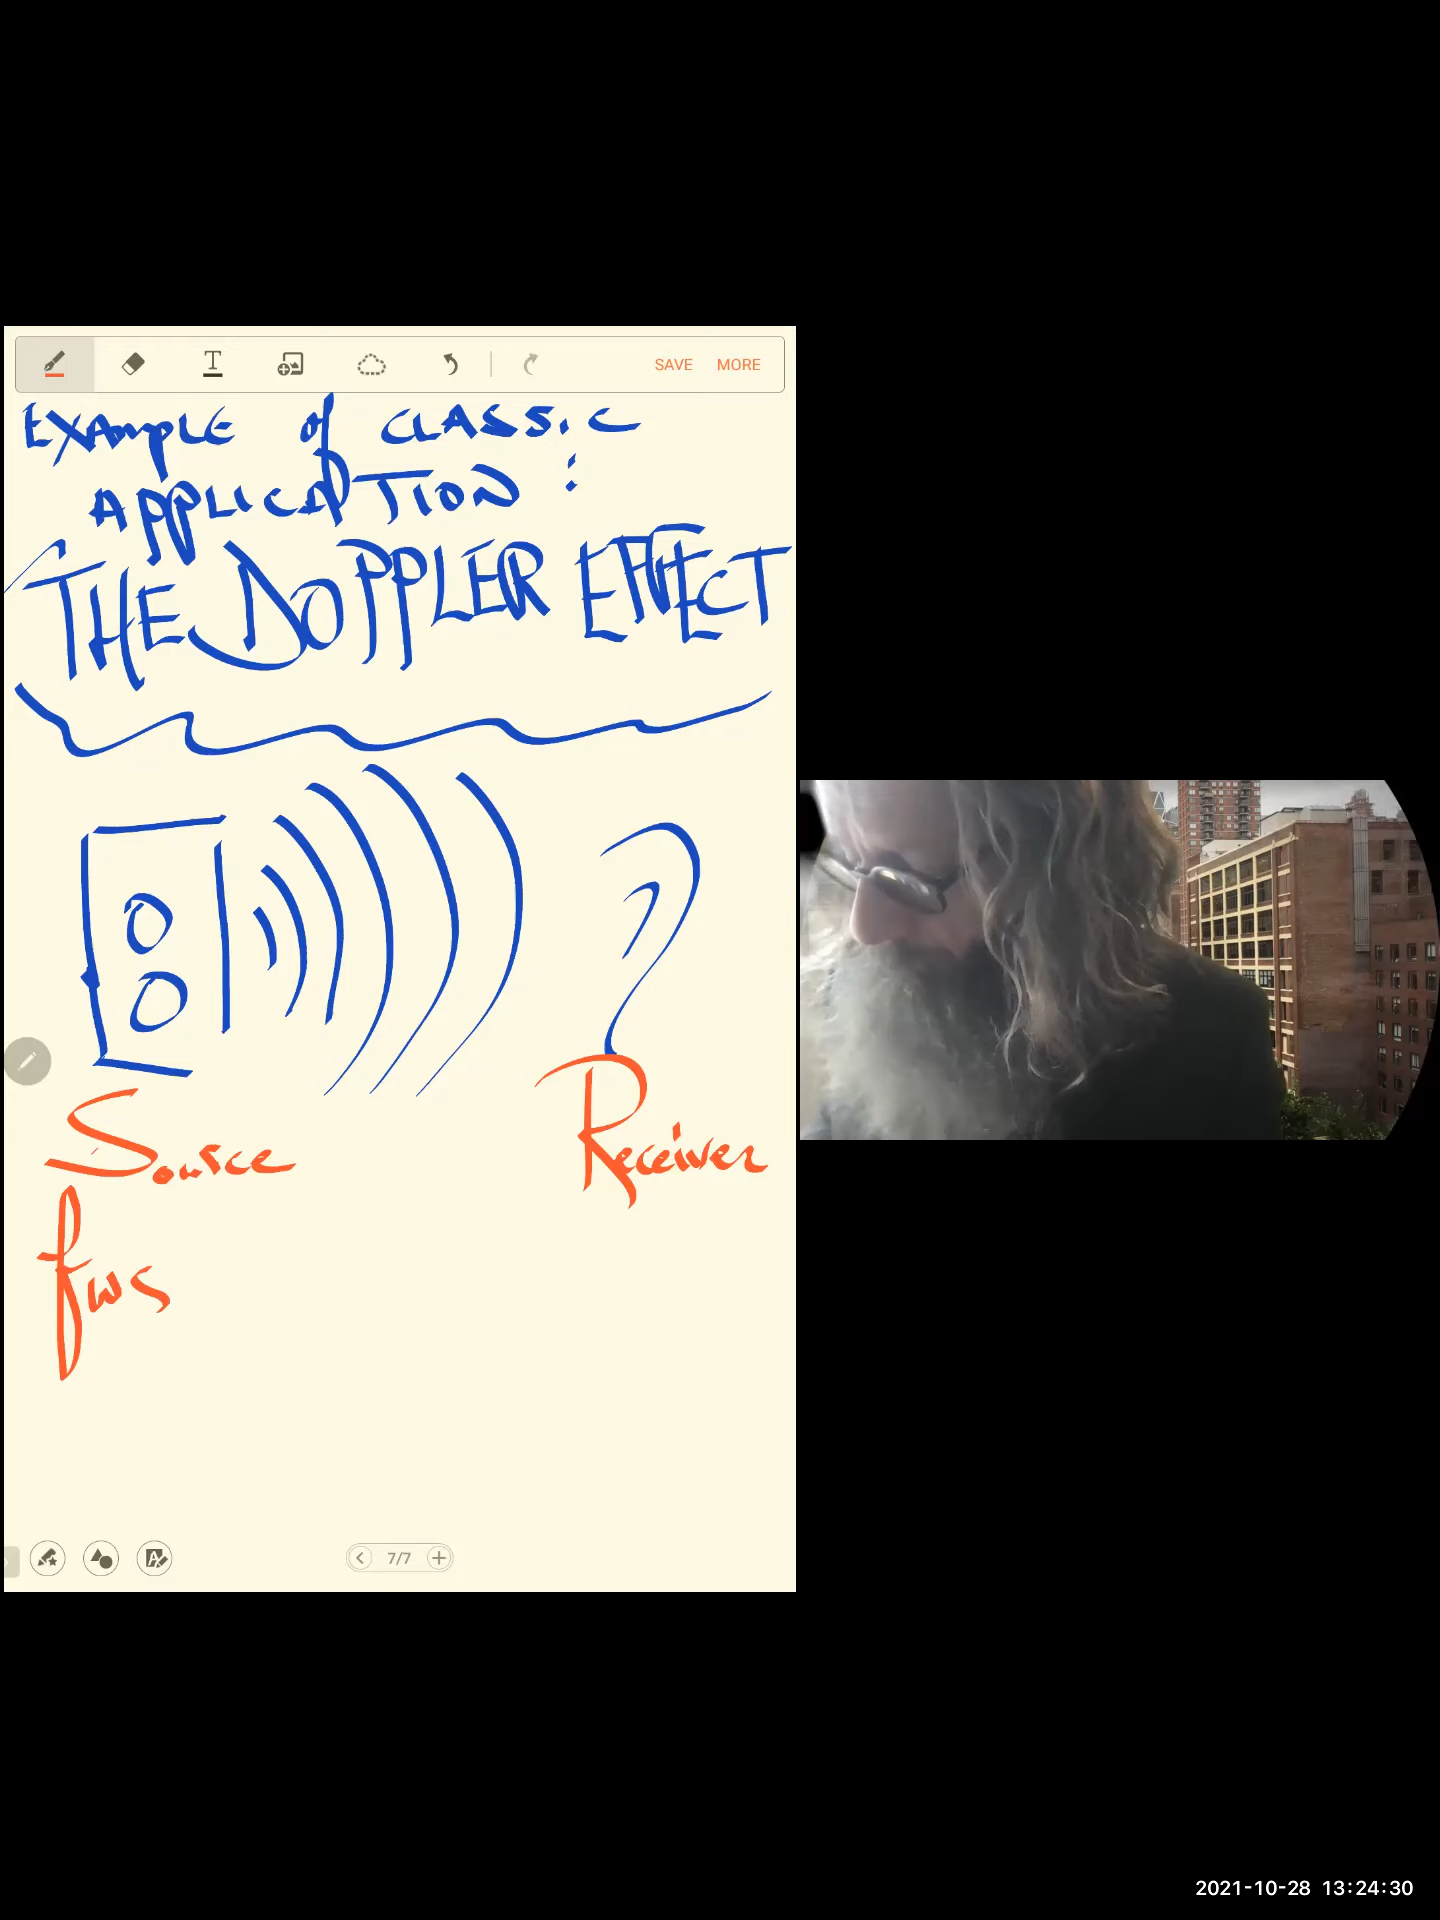 T SAVE MORE
EXAMPLE of CLASSIC
APPLICATION :
THE DOPPLER EFFECT
Source
Receiver
fws
7/7
2021-10-28 13:24:30